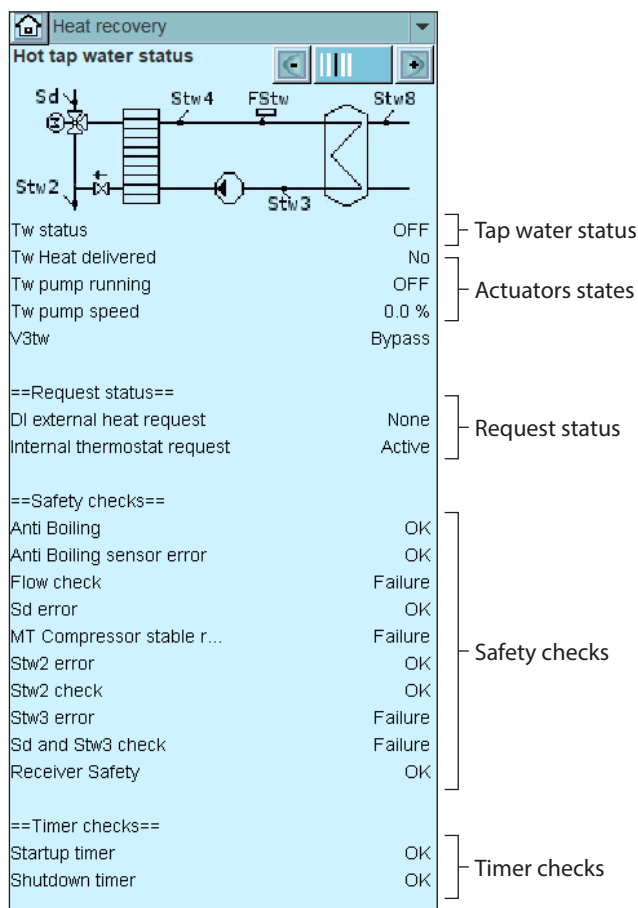 Heat recovery
Hot tap water status
Sd Stw4 FStw Stw8
Stw2 Stw3
Tw status OFF
Tap water status
Tw Heat delivered No
Tw pump running OFF
Actuators states
Tw pump speed 0.0 %
V3tw Bypass
==Request status==
DI external heat request None
Request status
Internal thermostat request Active
==Safety checks==
Anti Boiling OK
Anti Boiling sensor error OK
Flow check Failure
Sd error OK
MT Compressor stable r... Failure
Safety checks
Stw2 error OK
Stw2 check OK
Stw3 error Failure
Sd and Stw3 check Failure
Receiver Safety OK
==Timer checks==
Startup timer OK
Timer checks
Shutdown timer OK